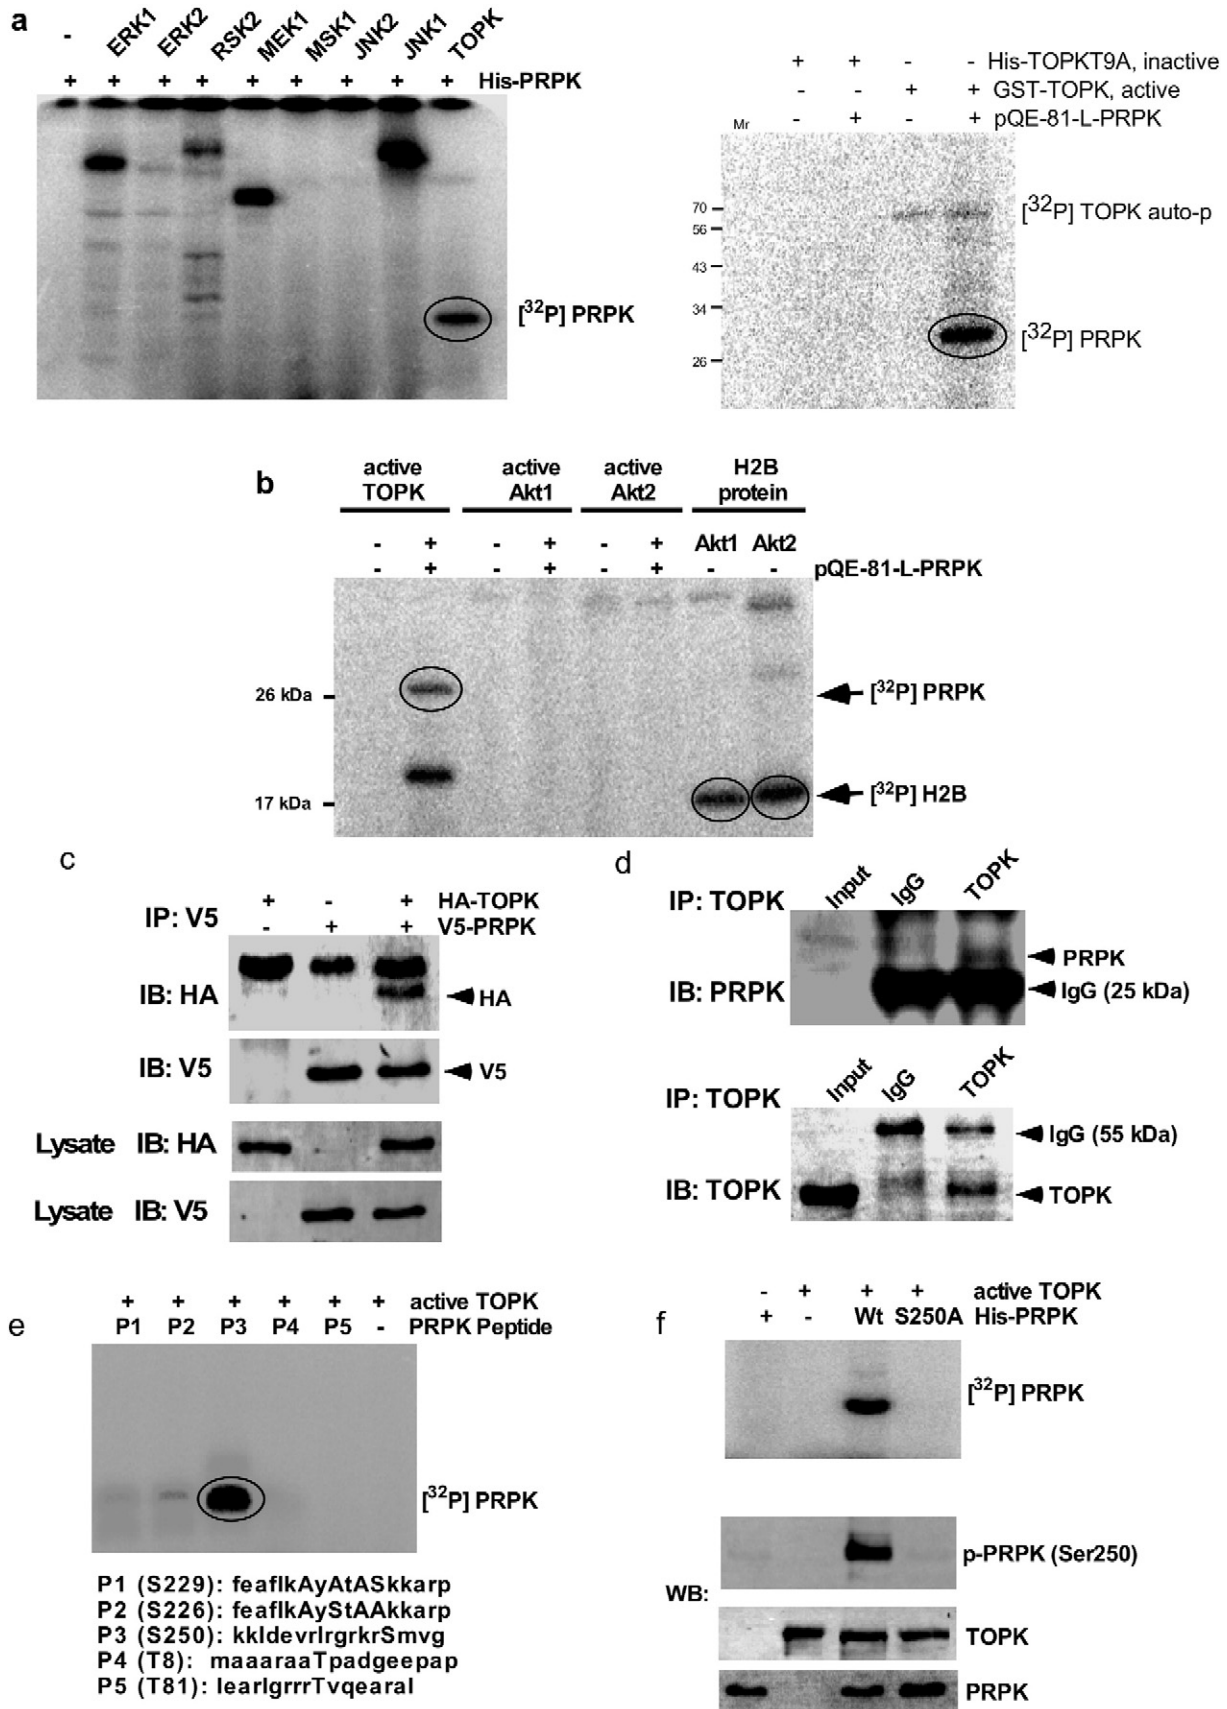 a
- ERK1 ERK2 RSK2 MEK1 MSK1 JNK2 JNK1 TOPK
+ + + + + + + + + His-PRPK
[32P] PRPK
+ + - - His-TOPKT9A, inactive
- - + + GST-TOPK, active
Mr - + - + pQE-81-L-PRPK
70
56
43
34
26
[32P] TOPK auto-p
[32P] PRPK
b
active TOPK active Akt1 active Akt2 H2B protein
- + - + - + Akt1 Akt2
- + - + - + - - pQE-81-L-PRPK
26 kDa
[32P] PRPK
17 kDa
[32P] H2B
c
IP: V5
+ - + HA-TOPK
- + + V5-PRPK
IB: HA
HA
IB: V5
V5
Lysate IB: HA
Lysate IB: V5
d
IP: TOPK
Input IgG TOPK
PRPK
IB: PRPK
IgG (25 kDa)
IP: TOPK
Input IgG TOPK
IgG (55 kDa)
IB: TOPK
TOPK
e
+ + + + + + active TOPK
P1 P2 P3 P4 P5 - PRPK Peptide
[32P] PRPK
P1 (S229): feaflkAyAtASkkarp
P2 (S226): feaflkAyStAAkkarp
P3 (S250): kkldevrlrgrkrSmvg
P4 (T8): maaaraaTpadgeepap
P5 (T81): learlgrrrTvqearal
f
- + + + active TOPK
+ - Wt S250A His-PRPK
[32P] PRPK
p-PRPK (Ser250)
WB:
TOPK
PRPK